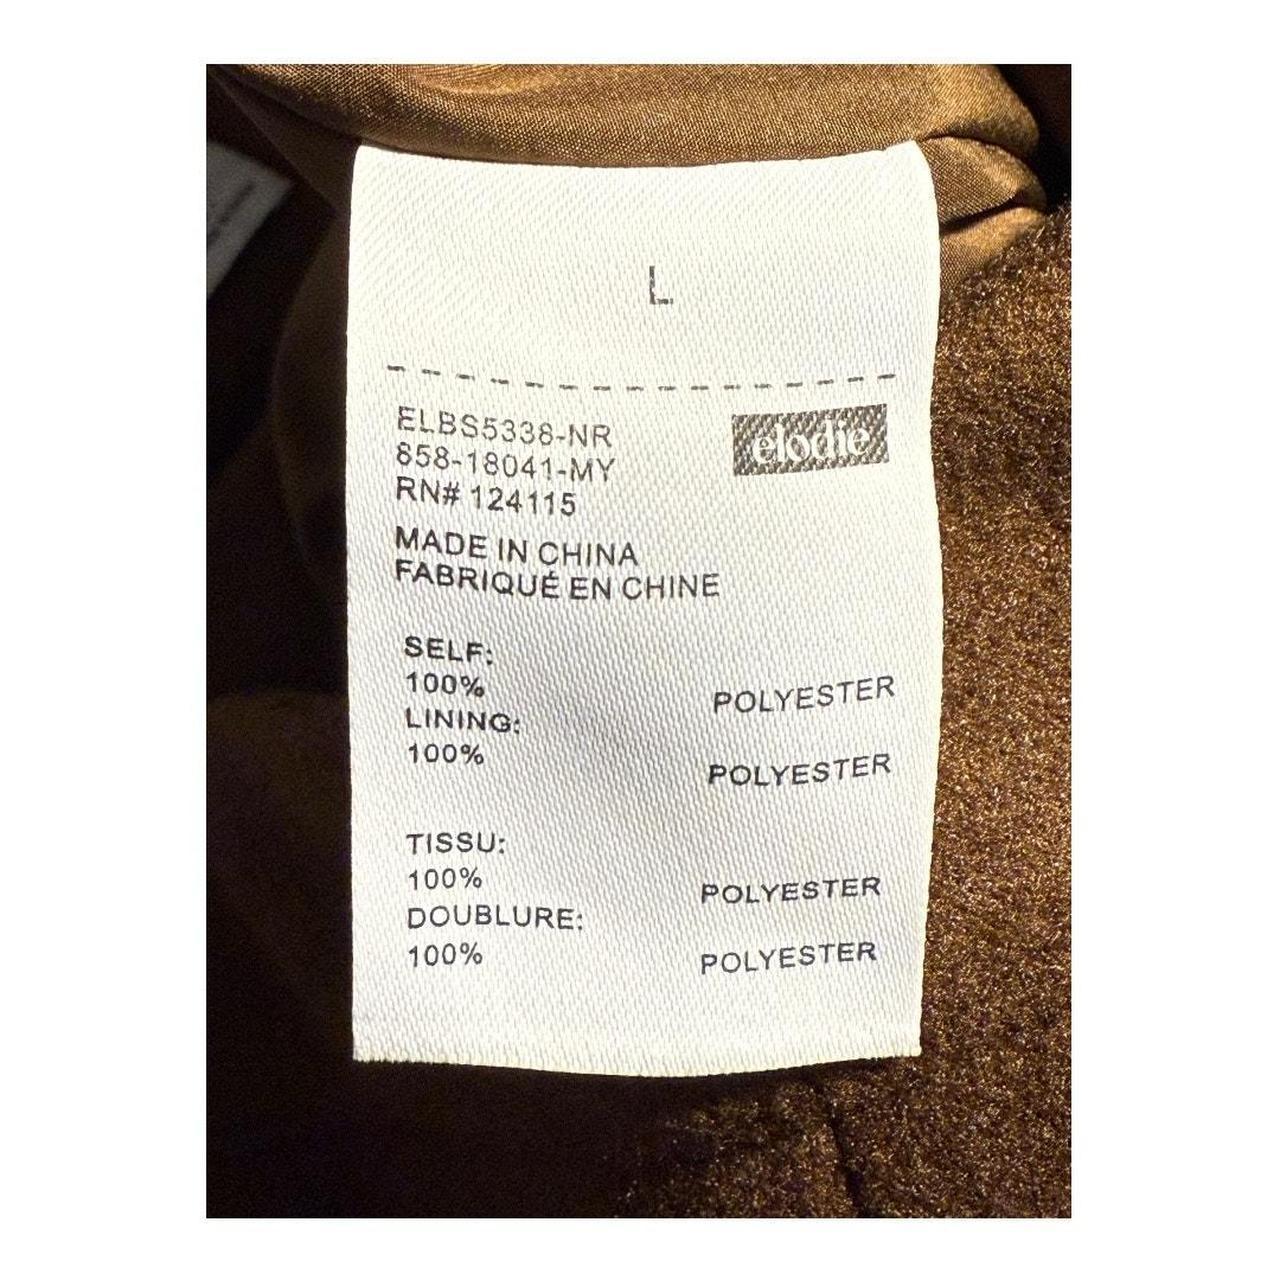 L
ELBS5338-NR
elodie
858-18041-MY
RN# 124115
MADE IN CHINA
FABRIQUÉ EN CHINE
SELF:
100% POLYESTER
LINING:
100% POLYESTER
TISSU:
100% POLYESTER
DOUBLURE:
100% POLYESTER